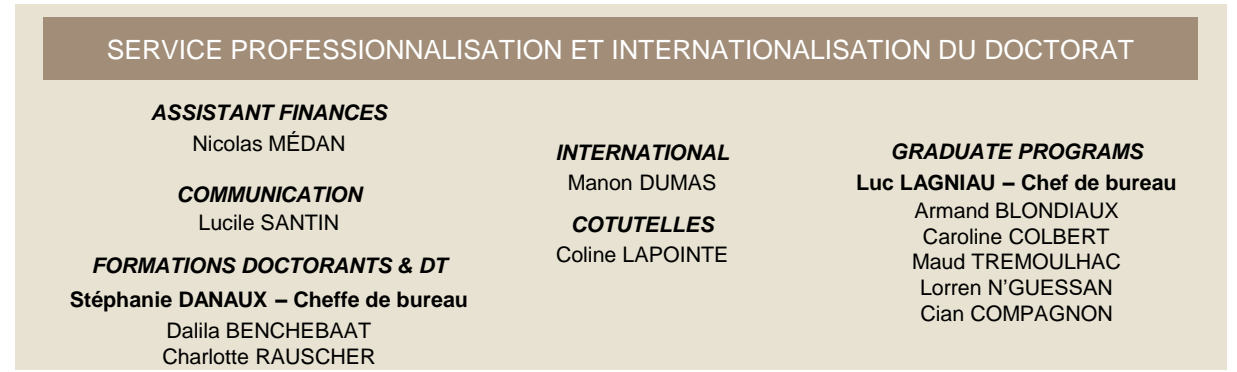 SERVICE PROFESSIONNALISATION ET INTERNATIONALISATION DU DOCTORAT
ASSISTANT FINANCES
Nicolas MÉDAN
COMMUNICATION
Lucile SANTIN
FORMATIONS DOCTORANTS & DT
Stéphanie DANAUX – Cheffe de bureau
Dalila BENCHEBAAT
Charlotte RAUSCHER
INTERNATIONAL
Manon DUMAS
COTUTELLES
Coline LAPOINTE
GRADUATE PROGRAMS
Luc LAGNIAU – Chef de bureau
Armand BLONDIAUX
Caroline COLBERT
Maud TREMOULHAC
Lorren N’GUESSAN
Cian COMPAGNON